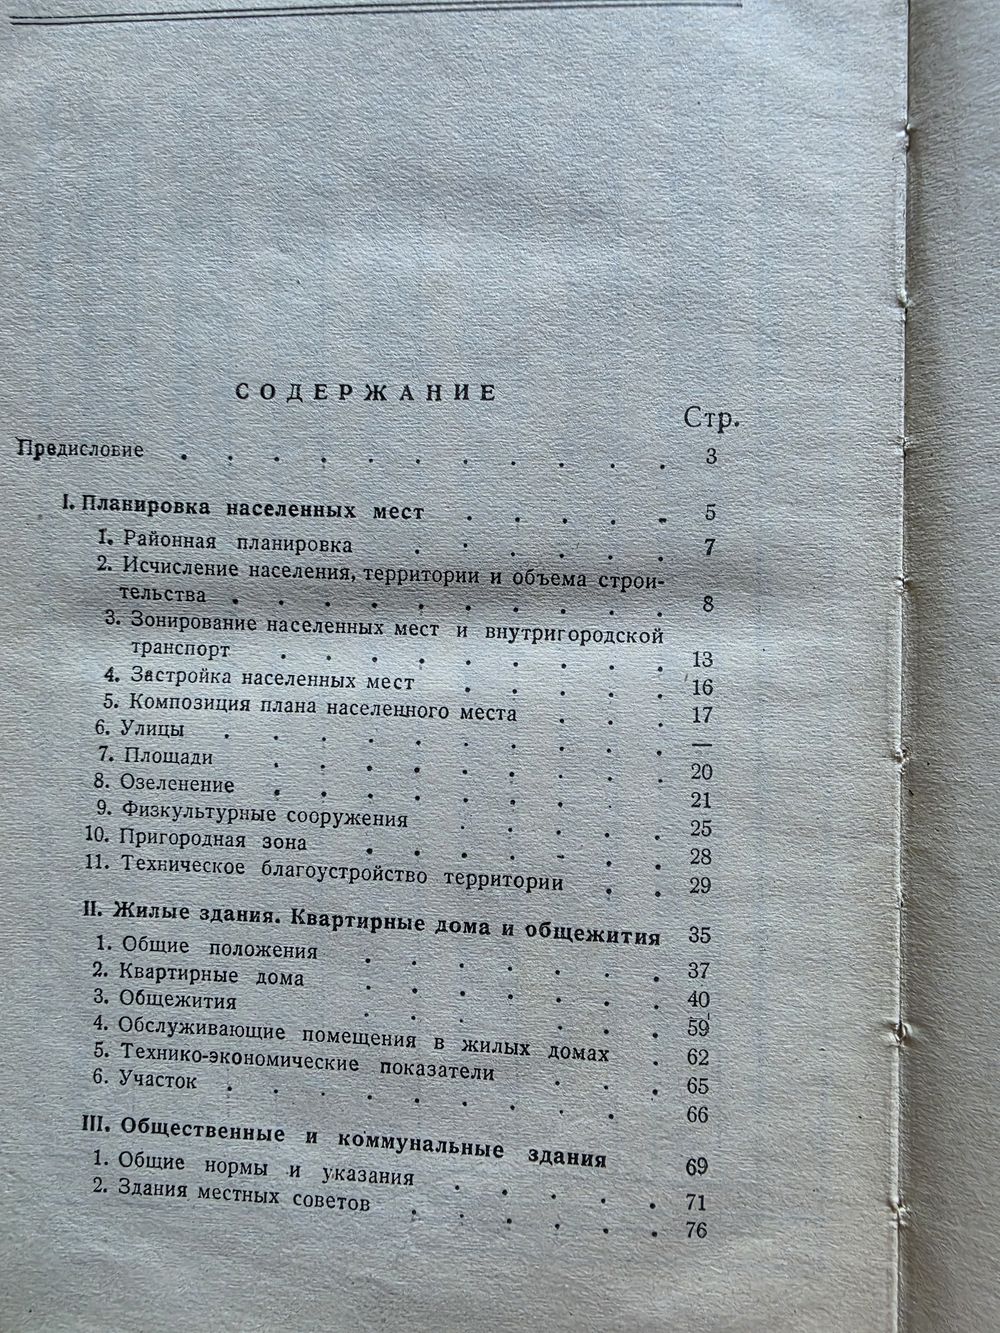 СОДЕРЖАНИЕ
Стр.
Предисловие . . . . . . . . . . . 3
I. Планировка населенных мест . . . . . 5
1. Районная планировка . . . . . . 7
2. Исчисление населения, территории и объема строи-
тельства . . . . . . . . . . 8
3. Зонирование населенных мест и внутригородской
транспорт . . . . . . . . . 13
4. Застройка населенных мест . . . . . 16
5. Композиция плана населенного места . . . 17
6. Улицы . . . . . . . . . . —
7. Площади . . . . . . . . . 20
8. Озеленение . . . . . . . . 21
9. Физкультурные сооружения . . . . . 25
10. Пригородная зона . . . . . . . 28
11. Техническое благоустройство территории . . 29
II. Жилые здания. Квартирные дома и общежития 35
1. Общие положения . . . . . . . 37
2. Квартирные дома . . . . . . . 40
3. Общежития . . . . . . 59
4. Обслуживающие помещения в жилых домах . 62
5. Технико-экономические показатели . . . 65
6. Участок . . . . . . . . . 66
III. Общественные и коммунальные здания 69
1. Общие нормы и указания . . . . . 71
2. Здания местных советов . . . . . . 76